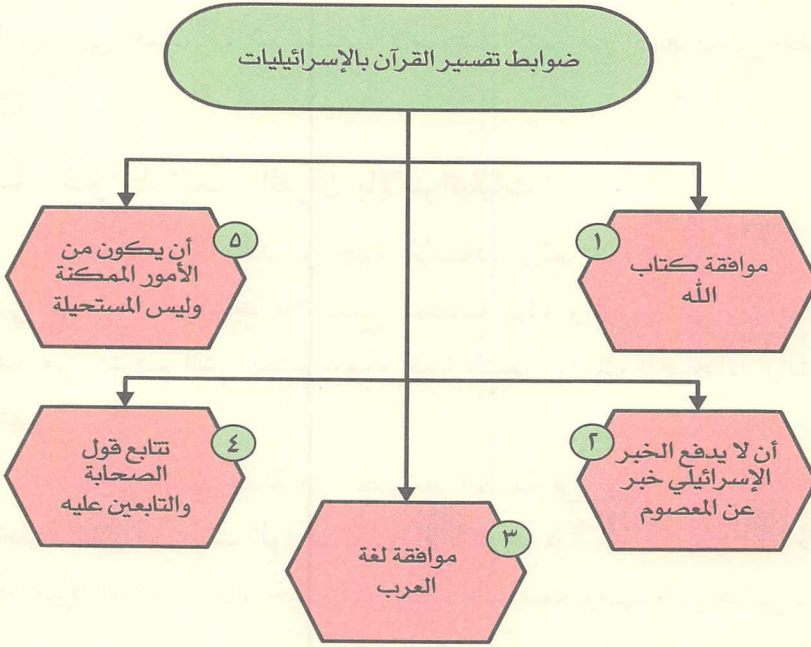 ضوابط تفسير القرآن بالإسرائيليات
١
موافقة كتاب
الله
٢
أن لا يدفع الخبر
الإسرائيلي خبر
عن المعصوم
٣
موافقة لغة
العرب
٤
تتابع قول
الصحابة
والتابعين عليه
٥
أن يكون من
الأمور الممكنة
وليس المستحيلة